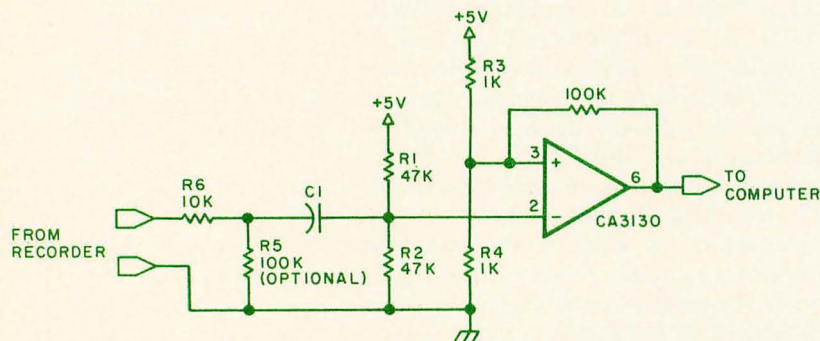 +5V
R3
1K
100K
+5V
R1
47K
3
+
6
TO
COMPUTER
2
-
CA3130
R6
10K
C1
FROM
RECORDER
R5
100K
(OPTIONAL)
R2
47K
R4
1K